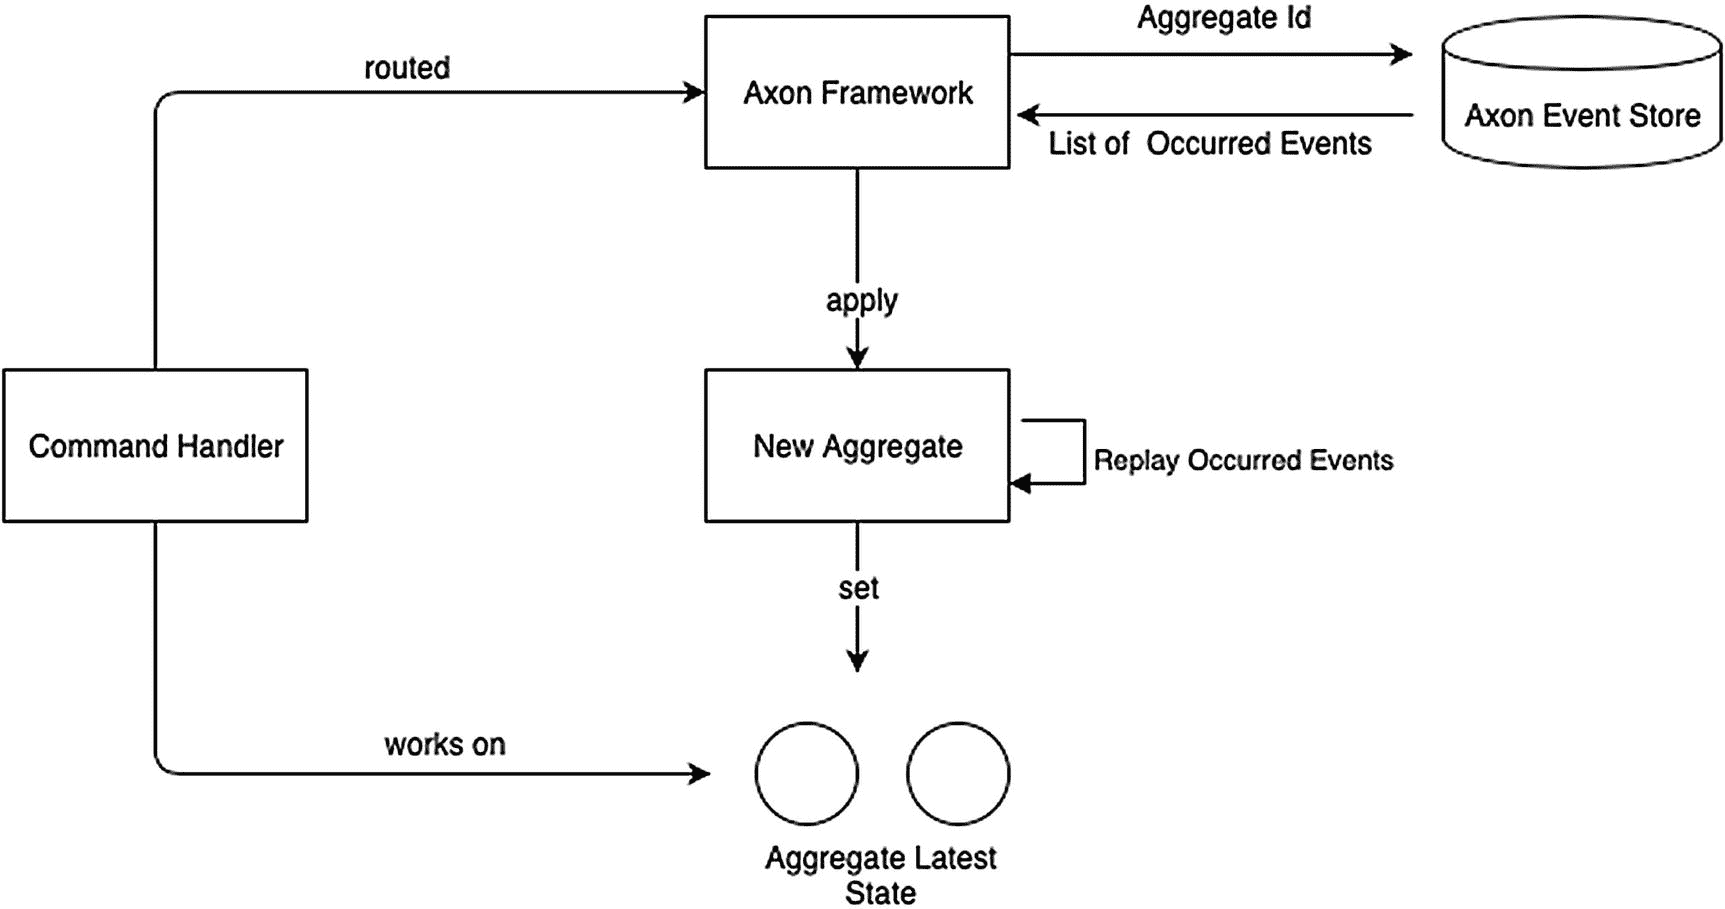 Aggregate Id
routed
Axon Framework
Axon Event Store
List of Occurred Events
apply
Command Handler
New Aggregate
Replay Occurred Events
set
works on
Aggregate Latest
State